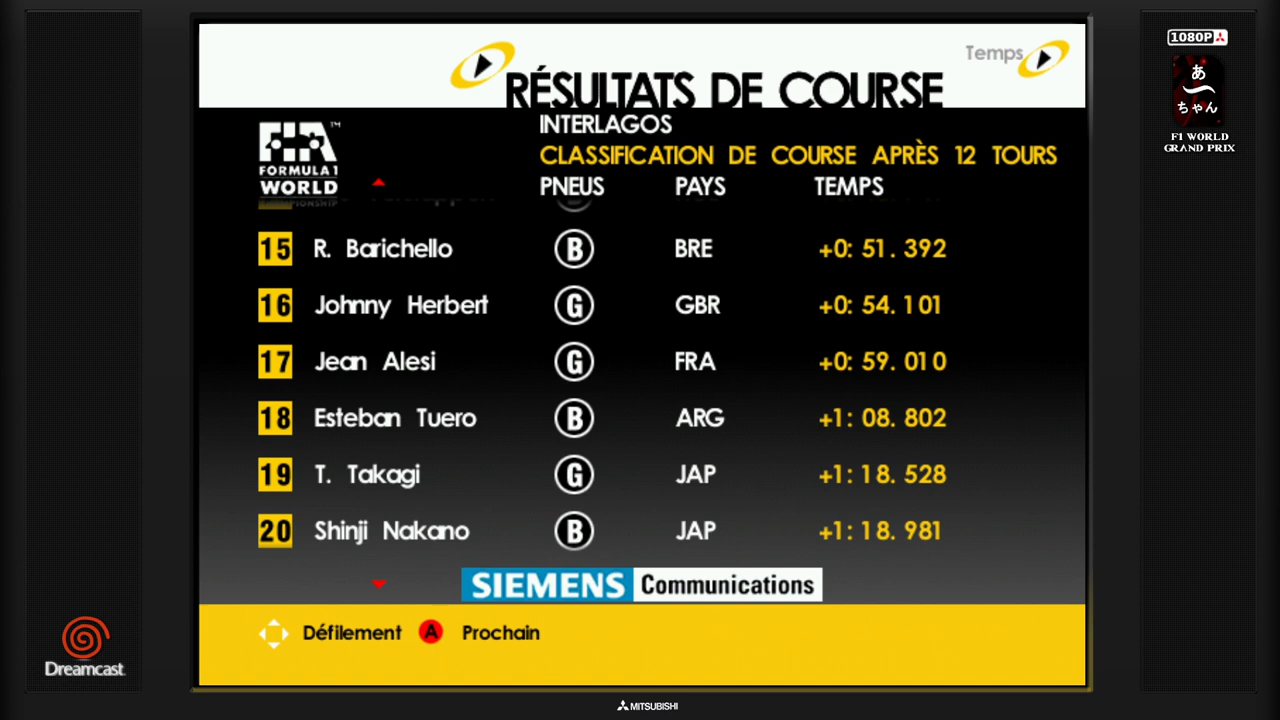 Temps
RÉSULTATS DE COURSE
INTERLAGOS
CLASSIFICATION DE COURSE APRÈS 12 TOURS
FIA™
FORMULA 1
WORLD
PNEUS PAYS TEMPS
15 R. Barichello B BRE +0: 51. 392
16 Johnny Herbert G GBR +0: 54. 101
17 Jean Alesi G FRA +0: 59. 010
18 Esteban Tuero B ARG +1: 08. 802
19 T. Takagi G JAP +1: 18. 528
20 Shinji Nakano B JAP +1: 18. 981
SIEMENS Communications
Défilement A Prochain
1080P
あーちゃん
F1 WORLD
GRAND PRIX
Dreamcast
MITSUBISHI